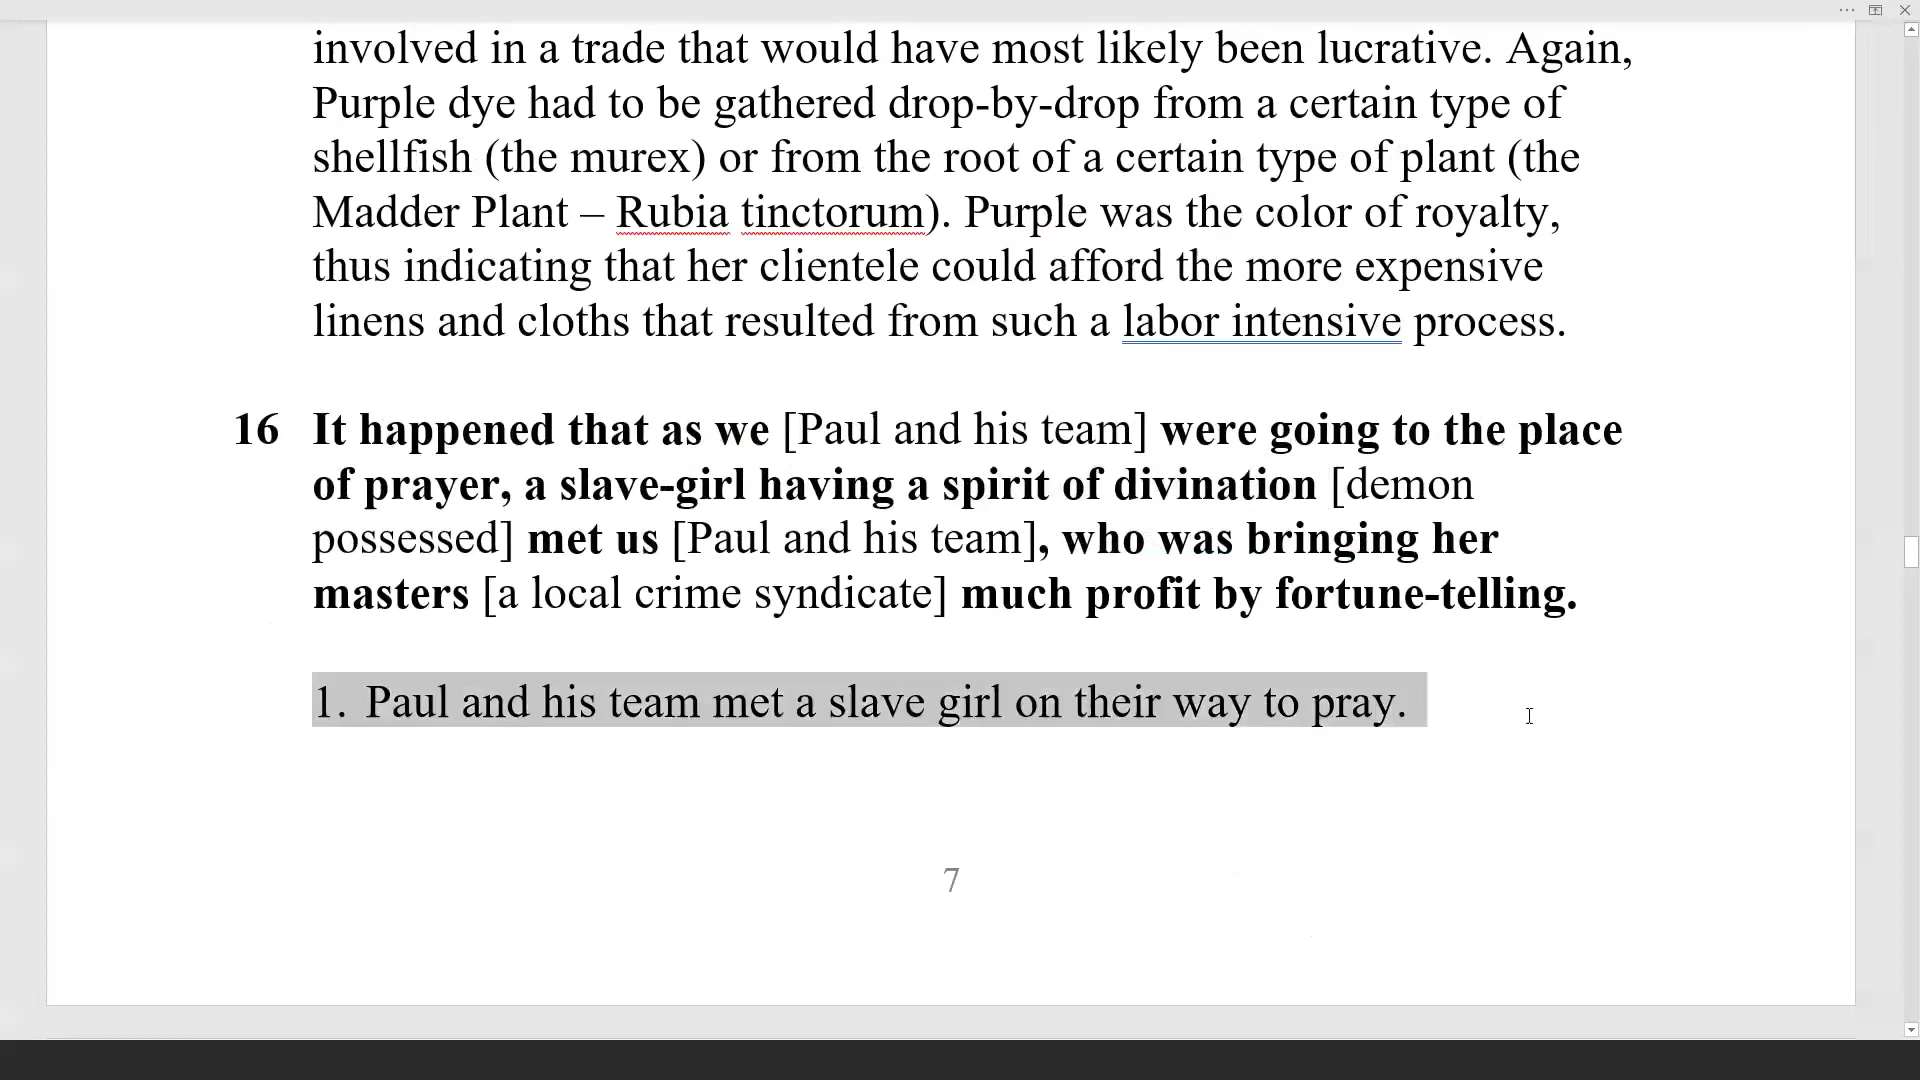 involved in a trade that would have most likely been lucrative. Again,
Purple dye had to be gathered drop-by-drop from a certain type of
shellfish (the murex) or from the root of a certain type of plant (the
Madder Plant – Rubia tinctorum). Purple was the color of royalty,
thus indicating that her clientele could afford the more expensive
linens and cloths that resulted from such a labor intensive process.
16 It happened that as we [Paul and his team] were going to the place
of prayer, a slave-girl having a spirit of divination [demon
possessed] met us [Paul and his team], who was bringing her
masters [a local crime syndicate] much profit by fortune-telling.
1. Paul and his team met a slave girl on their way to pray.
7